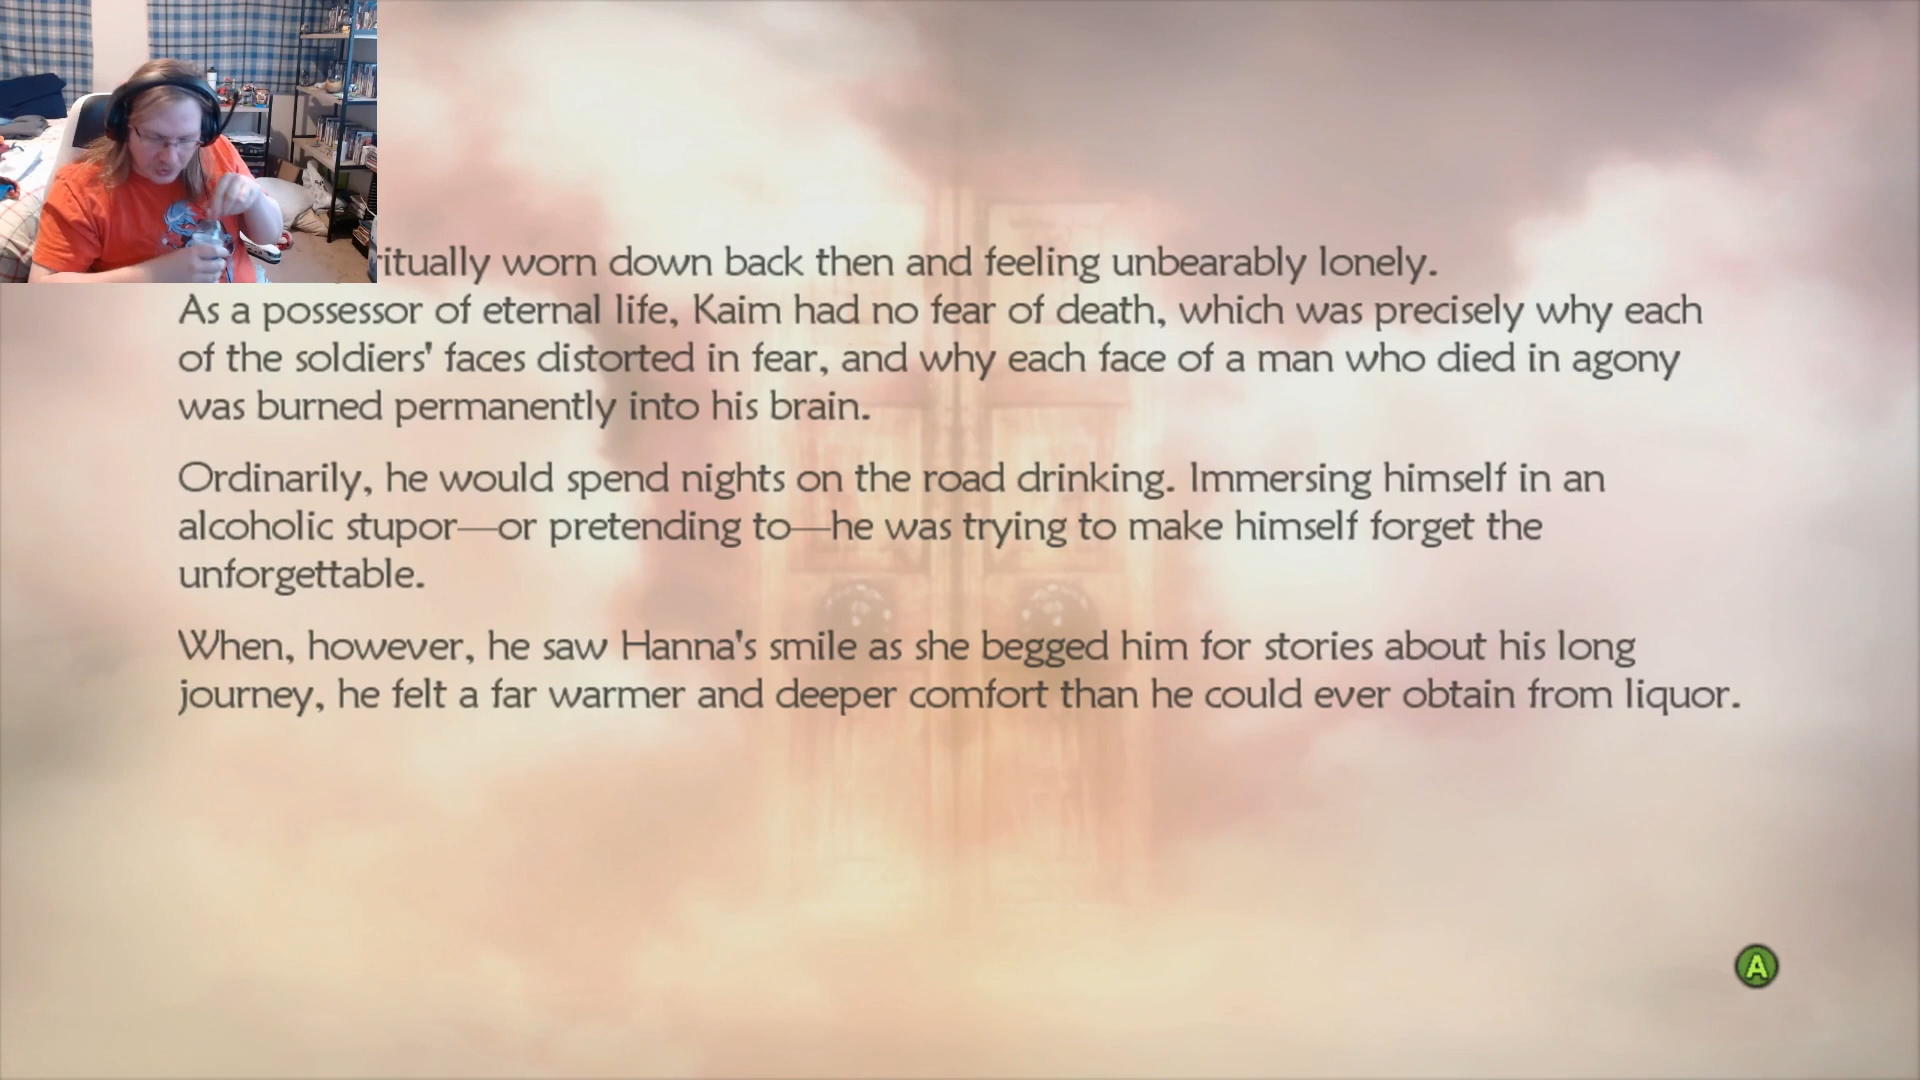 worn down back then and feeling unbearably lonely.
As a possessor of eternal life, Kaim had no fear of death, which was precisely why each
of the soldiers' faces distorted in fear, and why each face of a man who died in agony
was burned permanently into his brain.
Ordinarily, he would spend nights on the road drinking. Immersing himself in an
alcoholic stupor—or pretending to—he was trying to make himself forget the
unforgettable.
When, however, he saw Hanna's smile as she begged him for stories about his long
journey, he felt a far warmer and deeper comfort than he could ever obtain from liquor.
A